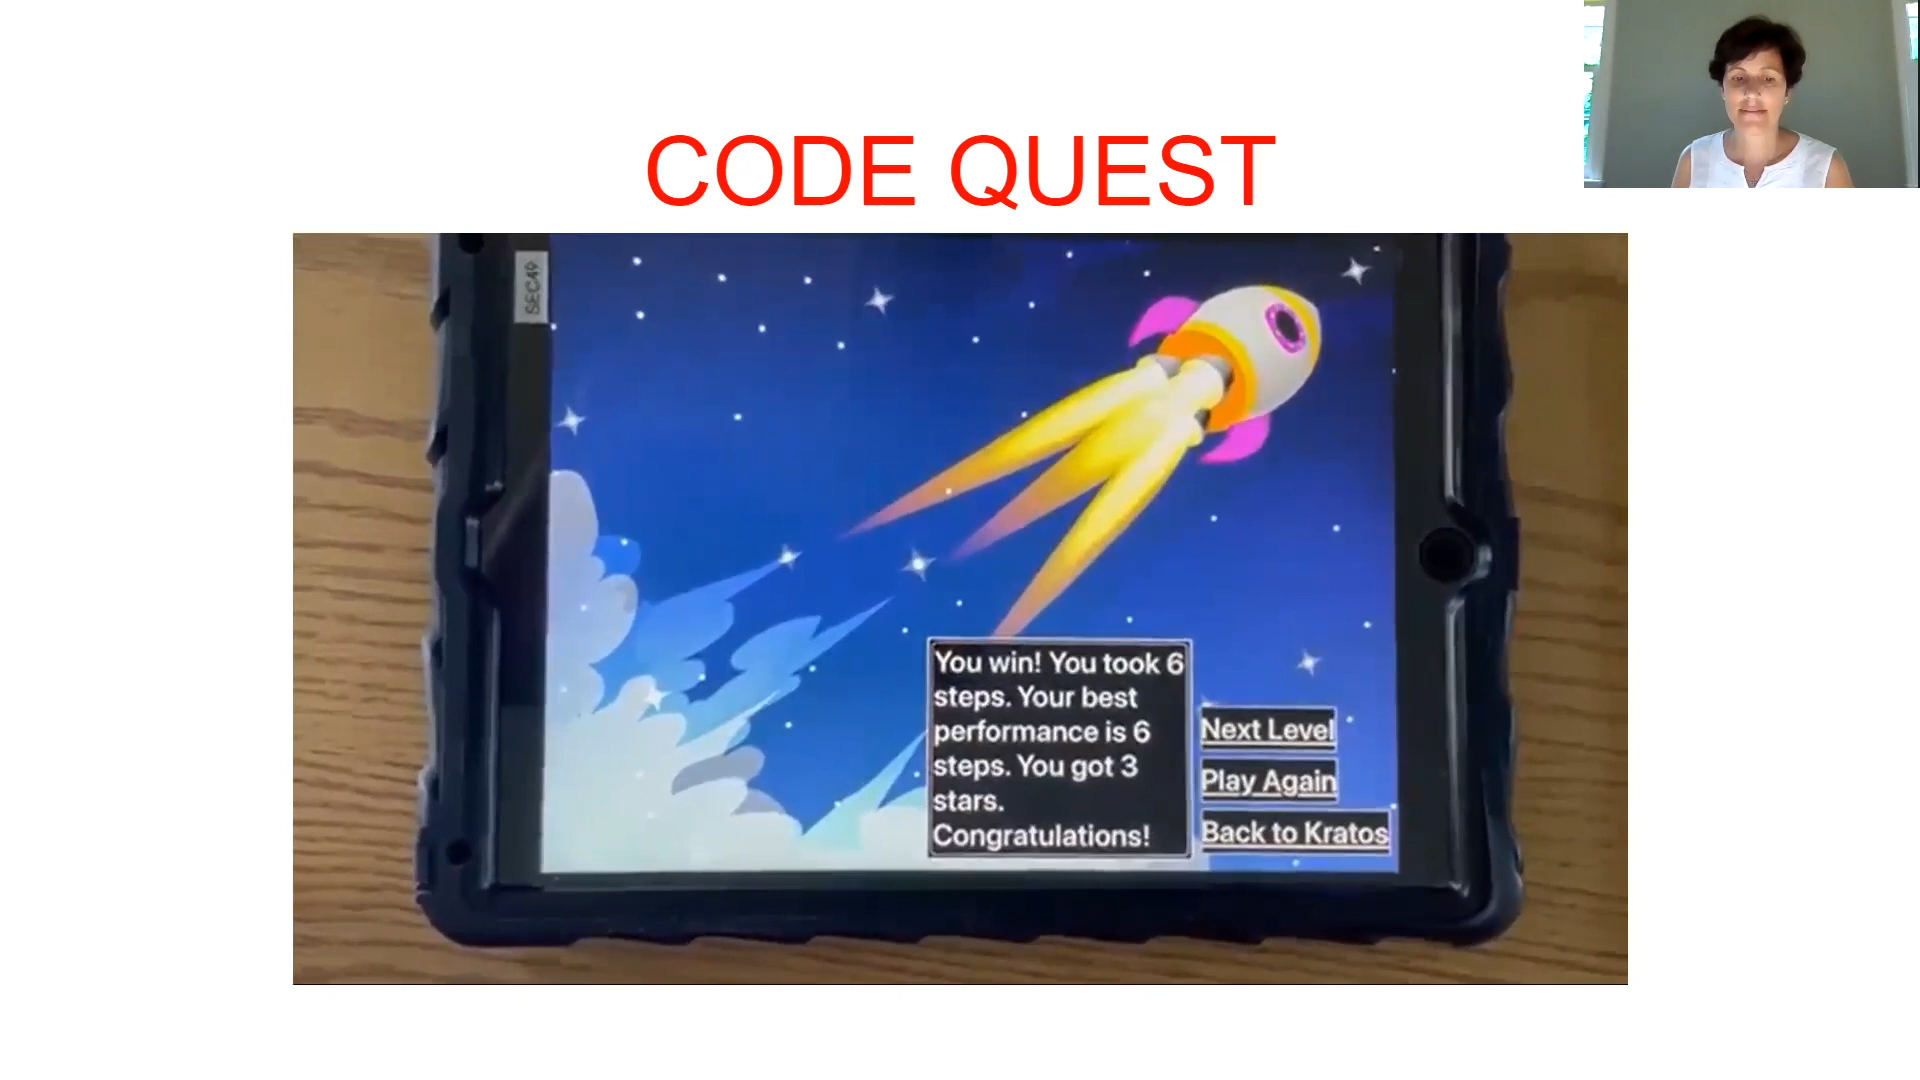 CODE QUEST
SEC49
You win! You took 6
steps. Your best
performance is 6
steps. You got 3
stars.
Congratulations!
Next Level
Play Again
Back to Kratos